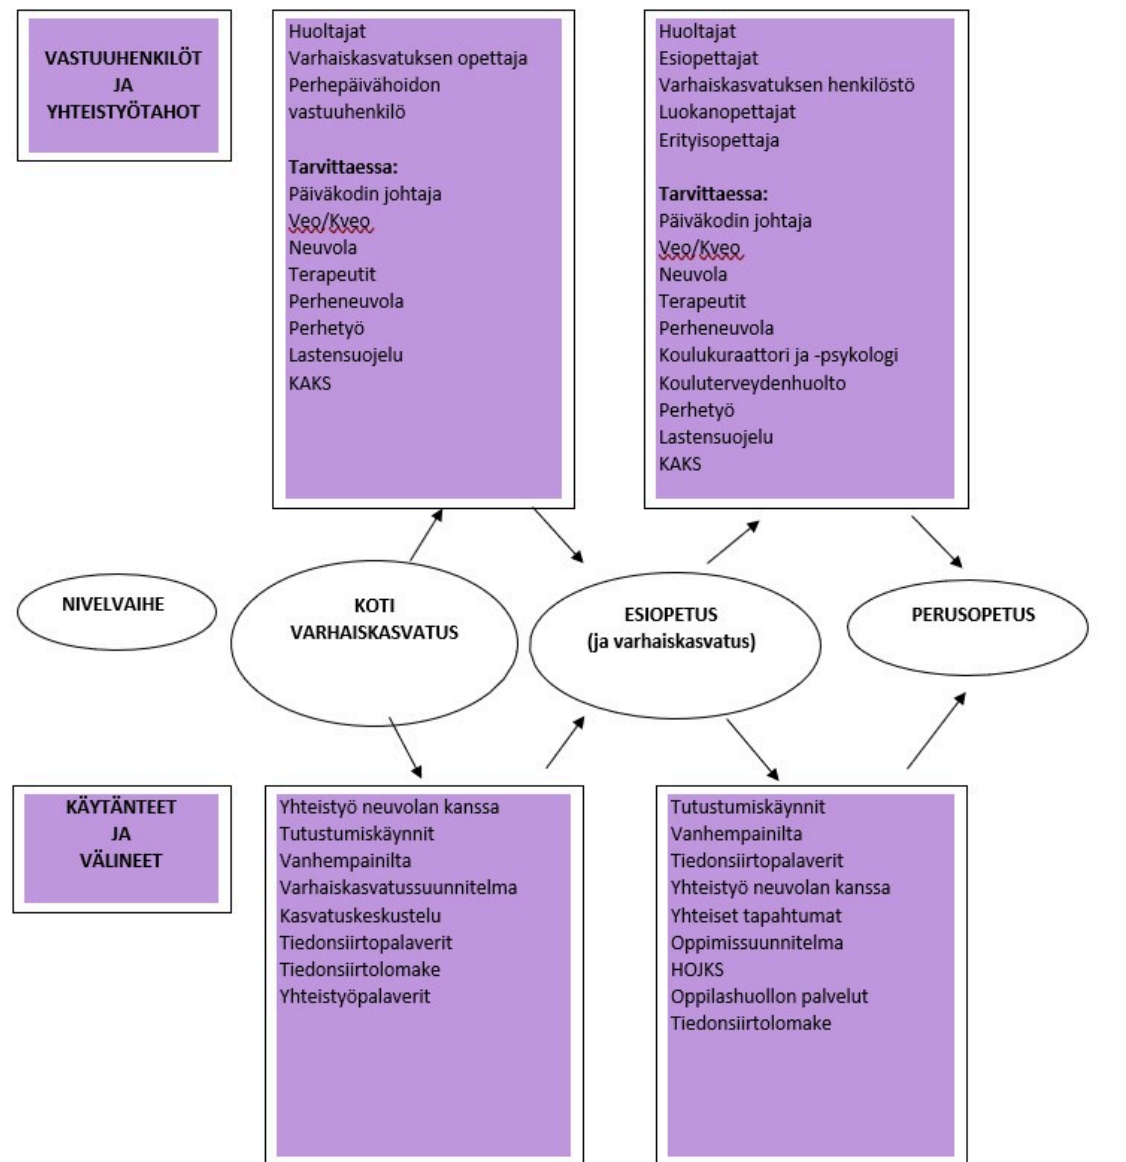 VASTUUHENKILÖT
JA
YHTEISTYÖTAHOT
Huoltajat
Varhaiskasvatuksen opettaja
Perhepäivähoidon
vastuuhenkilö
Tarvittaessa:
Päiväkodin johtaja
Veo/Kveo
Neuvola
Terapeutit
Perheneuvola
Perhetyö
Lastensuojelu
KAKS
Huoltajat
Esiopettajat
Varhaiskasvatuksen henkilöstö
Luokanopettajat
Erityisopettaja
Tarvittaessa:
Päiväkodin johtaja
Veo/Kveo
Neuvola
Terapeutit
Perheneuvola
Koulukuraattori ja -psykologi
Kouluterveydenhuolto
Perhetyö
Lastensuojelu
KAKS
NIVELVAIHE
KOTI
VARHAISKASVATUS
ESIOPETUS
(ja varhaiskasvatus)
PERUSOPETUS
KÄYTÄNTEET
JA
VÄLINEET
Yhteistyö neuvolan kanssa
Tutustumiskäynnit
Vanhempainilta
Varhaiskasvatussuunnitelma
Kasvatuskeskustelu
Tiedonsiirtopalaverit
Tiedonsiirtolomake
Yhteistyöpalaverit
Tutustumiskäynnit
Vanhempainilta
Tiedonsiirtopalaverit
Yhteistyö neuvolan kanssa
Yhteiset tapahtumat
Oppimissuunnitelma
HOJKS
Oppilashuollon palvelut
Tiedonsiirtolomake